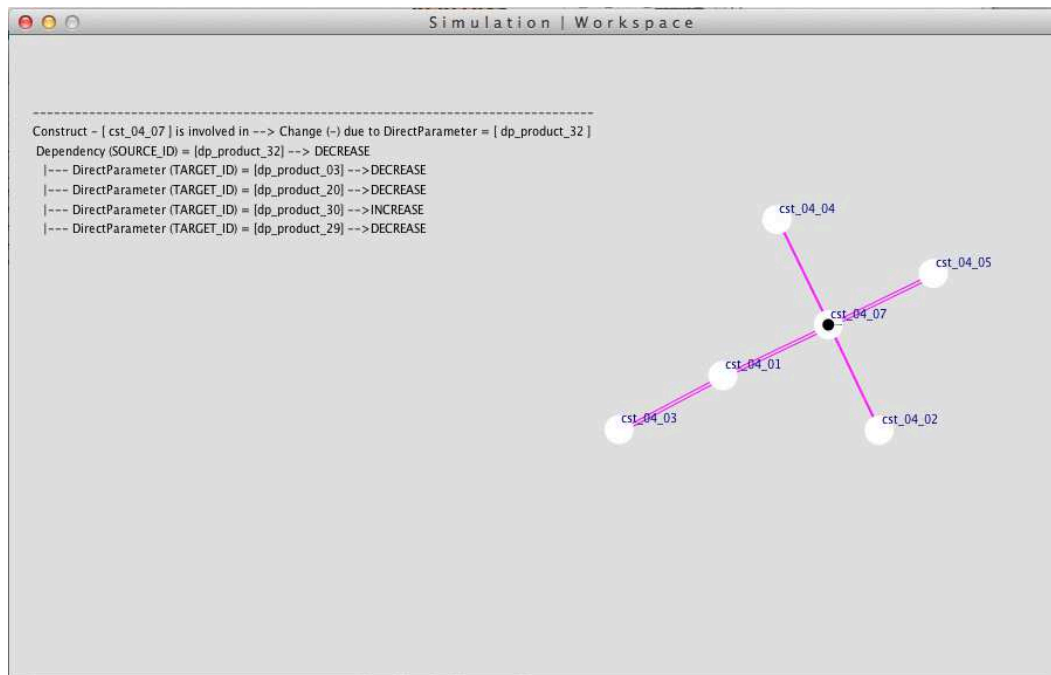 Simulation | Workspace
--------------------------------------------------------------------------------
Construct - [ cst_04_07 ] is involved in --> Change (-) due to DirectParameter = [ dp_product_32 ]
Dependency (SOURCE_ID) = [dp_product_32] --> DECREASE
|--- DirectParameter (TARGET_ID) = [dp_product_03] -->DECREASE
|--- DirectParameter (TARGET_ID) = [dp_product_20] -->DECREASE
|--- DirectParameter (TARGET_ID) = [dp_product_30] -->INCREASE
|--- DirectParameter (TARGET_ID) = [dp_product_29] -->DECREASE
cst_04_04
cst_04_05
cst_04_07
cst_04_01
cst_04_03
cst_04_02